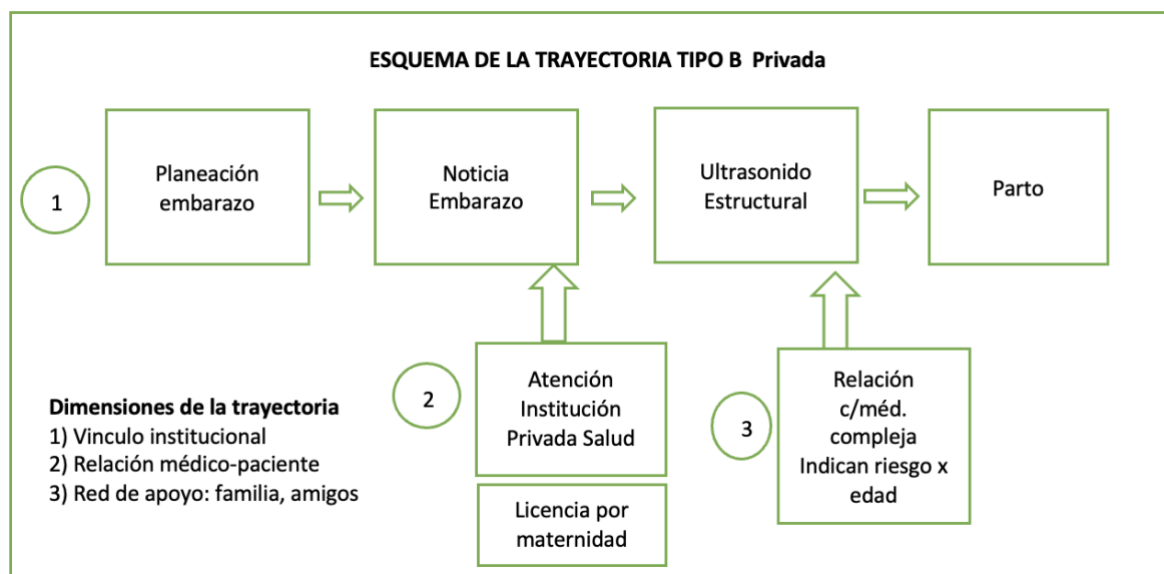 ESQUEMA DE LA TRAYECTORIA TIPO B Privada
1
Planeación
embarazo
Noticia
Embarazo
Ultrasonido
Estructural
Parto
2
Atención
Institución
Privada Salud
Licencia por
maternidad
3
Relación
c/méd.
compleja
Indican riesgo x
edad
Dimensiones de la trayectoria
1) Vinculo institucional
2) Relación médico-paciente
3) Red de apoyo: familia, amigos